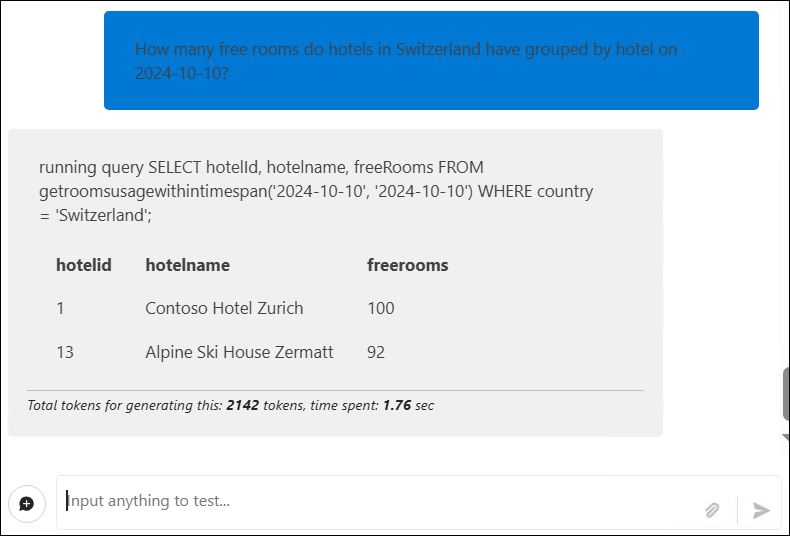 How many free rooms do hotels in Switzerland have grouped by hotel on
2024-10-10?
running query SELECT hotelId, hotelname, freeRooms FROM
getroomsusagewithintimespan('2024-10-10', '2024-10-10') WHERE country
= 'Switzerland';
hotelid hotelname freerooms
1 Contoso Hotel Zurich 100
13 Alpine Ski House Zermatt 92
Total tokens for generating this: 2142 tokens, time spent: 1.76 sec
Input anything to test...